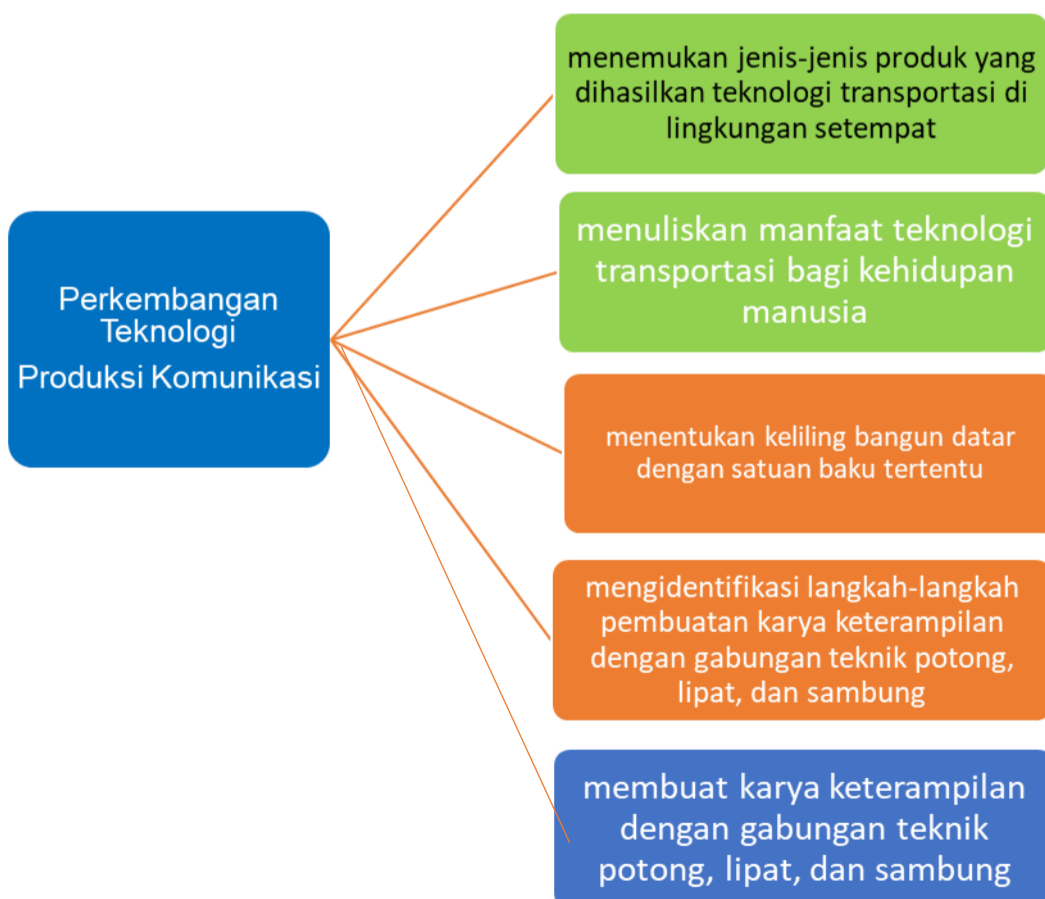 menemukan jenis-jenis produk yang
dihasilkan teknologi transportasi di
lingkungan setempat
menuliskan manfaat teknologi
transportasi bagi kehidupan
manusia
Perkembangan
Teknologi
Produksi Komunikasi
menentukan keliling bangun datar
dengan satuan baku tertentu
mengidentifikasi langkah-langkah
pembuatan karya keterampilan
dengan gabungan teknik potong,
lipat, dan sambung
membuat karya keterampilan
dengan gabungan teknik
potong, lipat, dan sambung